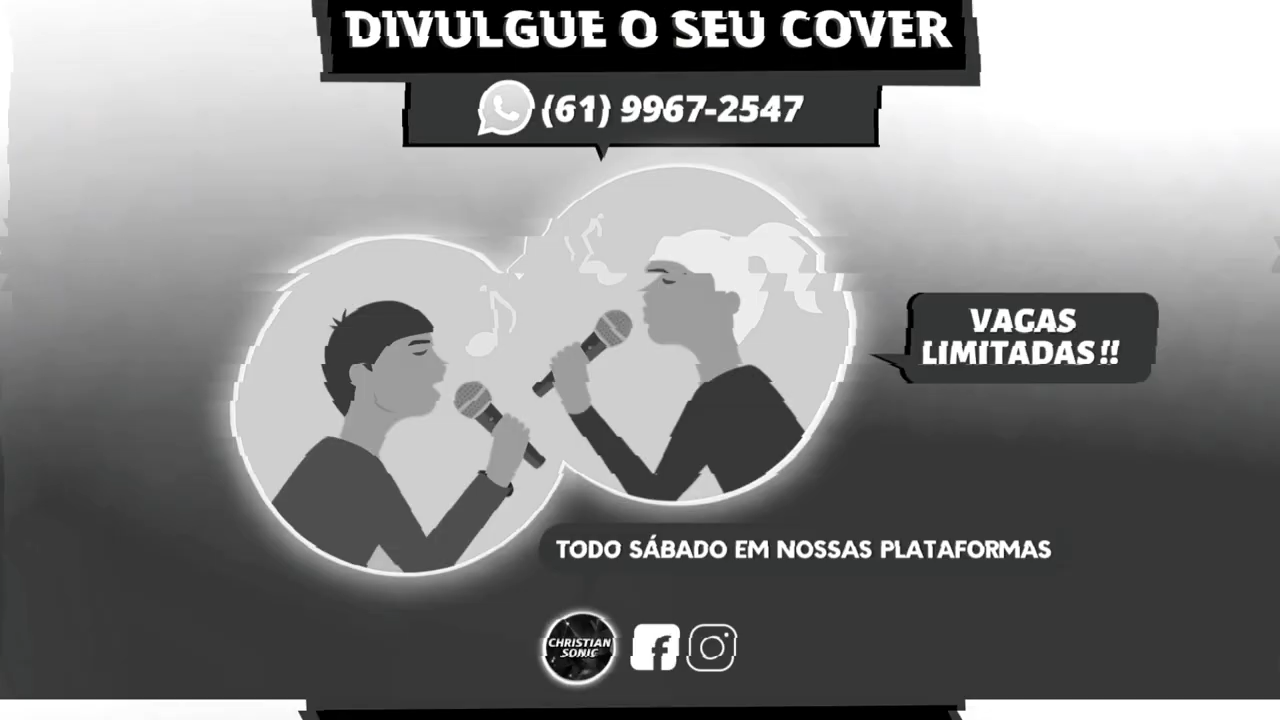 DIVULGUE O SEU COVER
(61) 9967-2547
VAGAS
LIMITADAS!!
TODO SÁBADO EM NOSSAS PLATAFORMAS
CHRISTIAN
SONIC